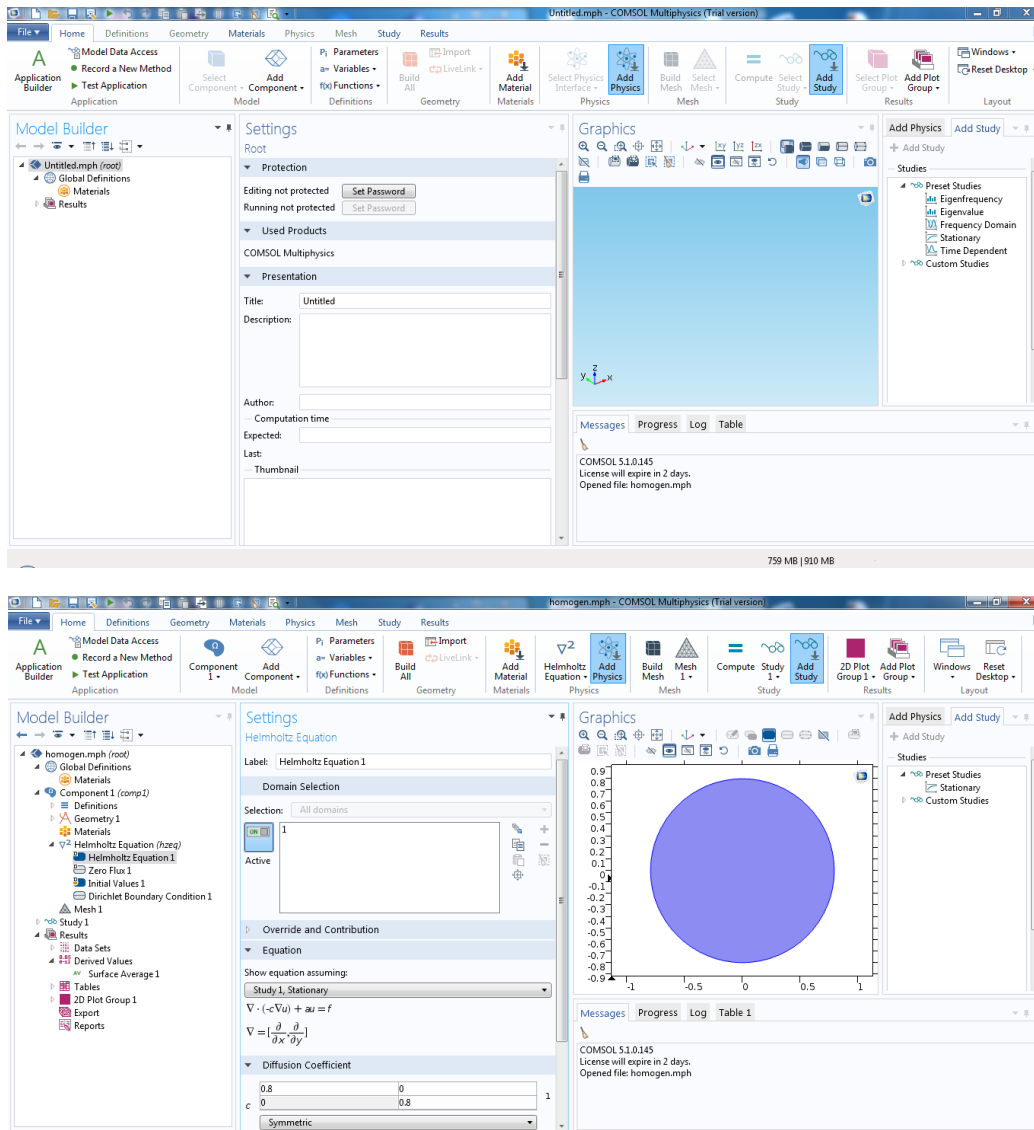 Untitled.mph - COMSOL Multiphysics (Trial version)
File Home Definitions Geometry Materials Physics Mesh Study Results
A Application Builder
Model Data Access
Record a New Method
Test Application
Application
Select Component
Add Component
Model
Pi Parameters
a= Variables
f(x) Functions
Definitions
Build All
Import
LiveLink
Geometry
Add Material
Materials
Select Physics Interface
Add Physics
Physics
Build Mesh
Select Mesh
Mesh
Compute
Select Study
Add Study
Study
Select Plot Group
Add Plot Group
Results
Windows
Reset Desktop
Layout
Model Builder
Untitled.mph (root)
Global Definitions
Materials
Results
Settings
Root
Protection
Editing not protected Set Password
Running not protected Set Password
Used Products
COMSOL Multiphysics
Presentation
Title: Untitled
Description:
Author:
Computation time
Expected:
Last:
Thumbnail
Graphics
xy yz zx
z
y x
Messages Progress Log Table
COMSOL 5.1.0.145
License will expire in 2 days.
Opened file: homogen.mph
Add Physics Add Study
+ Add Study
Studies
Preset Studies
Eigenfrequency
Eigenvalue
Frequency Domain
Stationary
Time Dependent
Custom Studies
759 MB | 910 MB
homogen.mph - COMSOL Multiphysics (Trial version)
File Home Definitions Geometry Materials Physics Mesh Study Results
A Application Builder
Model Data Access
Record a New Method
Test Application
Application
Component 1
Add Component
Model
Pi Parameters
a= Variables
f(x) Functions
Definitions
Build All
Import
LiveLink
Geometry
Add Material
Materials
∇² Helmholtz Equation
Add Physics
Physics
Build Mesh
Mesh 1
Mesh
Compute
Study 1
Add Study
Study
2D Plot Group 1
Add Plot Group
Results
Windows
Reset Desktop
Layout
Model Builder
homogen.mph (root)
Global Definitions
Materials
Component 1 (comp1)
Definitions
Geometry 1
Materials
∇² Helmholtz Equation (hzeq)
Helmholtz Equation 1
Zero Flux 1
Initial Values 1
Dirichlet Boundary Condition 1
Mesh 1
Study 1
Results
Data Sets
8.85 e-12 Derived Values
AV Surface Average 1
Tables
2D Plot Group 1
Export
Reports
Settings
Helmholtz Equation
Label: Helmholtz Equation 1
Domain Selection
Selection: All domains
ON
Active
1
Override and Contribution
Equation
Show equation assuming:
Study 1, Stationary
∇ · (-c∇u) + au = f
∇ = [∂/∂x, ∂/∂y]
Diffusion Coefficient
0.8 0
c 0 0.8 1
Symmetric
Graphics
0.9
0.8
0.7
0.6
0.5
0.4
0.3
0.2
0.1
0
-0.1
-0.2
-0.3
-0.4
-0.5
-0.6
-0.7
-0.8
-0.9
-1 -0.5 0 0.5 1
Messages Progress Log Table 1
COMSOL 5.1.0.145
License will expire in 2 days.
Opened file: homogen.mph
Add Physics Add Study
+ Add Study
Studies
Preset Studies
Stationary
Custom Studies